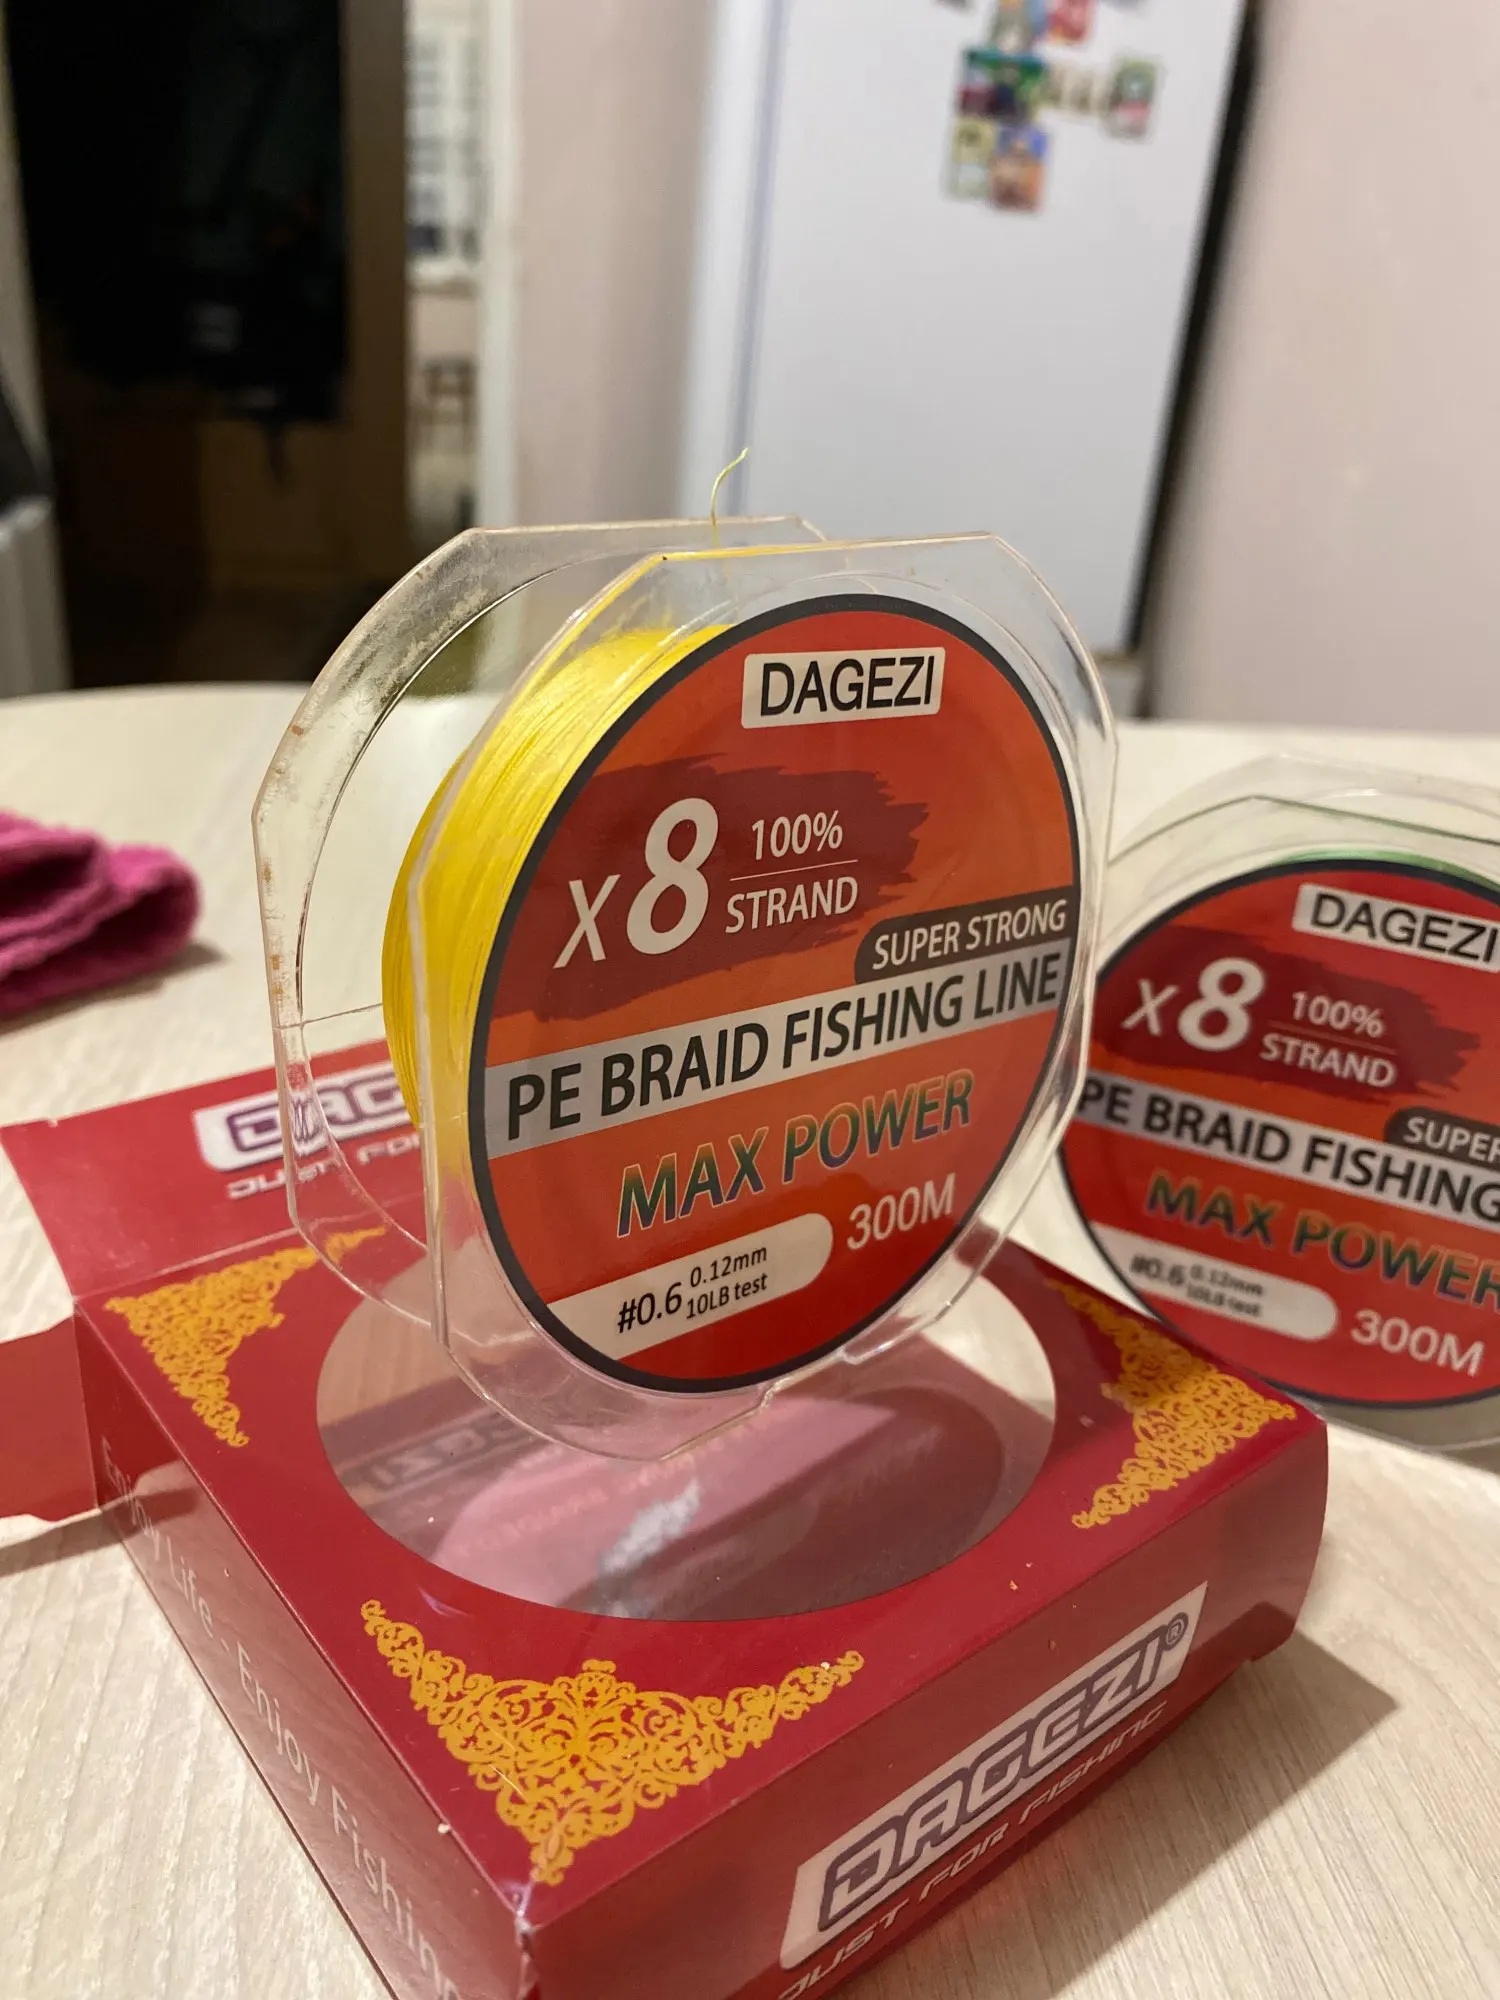 DAGEZI
x8 100%
STRAND
SUPER STRONG
PE BRAID FISHING LINE
MAX POWER
300M
#0.6 0.12mm
10LB test
DAGEZI
x8 100%
STRAND
SUPER
PE BRAID FISHING
MAX POWER
#0.6 0.12mm
10LB test
300M
JUST FOR
Enjoy Life - Enjoy Fishing
DAGEZI®
JUST FOR FISHING